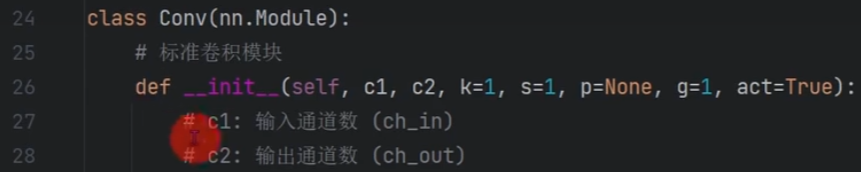 24 class Conv(nn.Module):
25 # 标准卷积模块
26 def __init__(self, c1, c2, k=1, s=1, p=None, g=1, act=True):
27 # c1: 输入通道数 (ch_in)
28 # c2: 输出通道数 (ch_out)